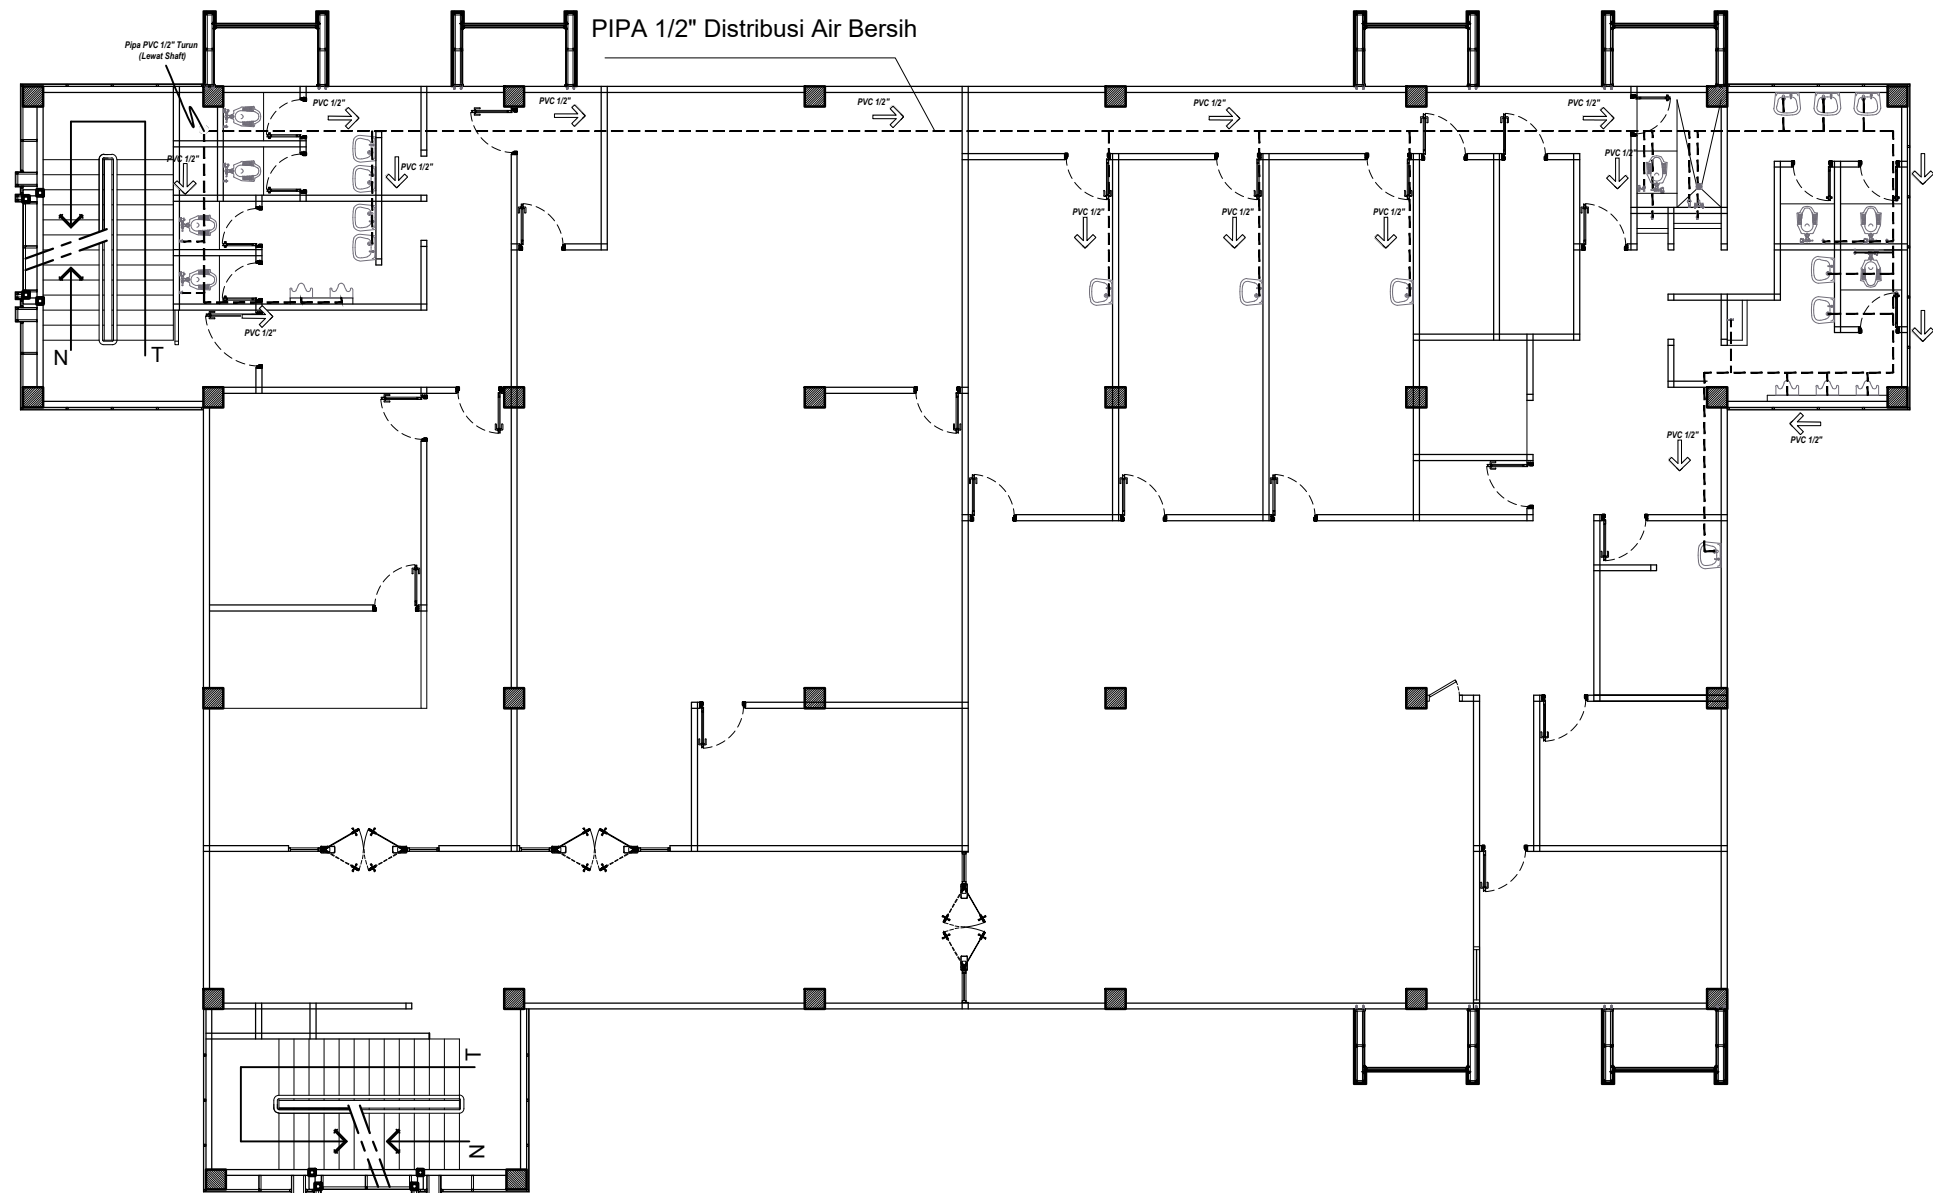 PIPA 1/2" Distribusi Air Bersih
Pipa PVC 1/2" Turun
(Lewat Shaft)
PVC 1/2"
PVC 1/2"
PVC 1/2"
PVC 1/2"
PVC 1/2"
PVC 1/2"
PVC 1/2"
PVC 1/2"
PVC 1/2"
PVC 1/2"
PVC 1/2"
PVC 1/2"
PVC 1/2"
N
T
PVC 1/2"
PVC 1/2"
T
N